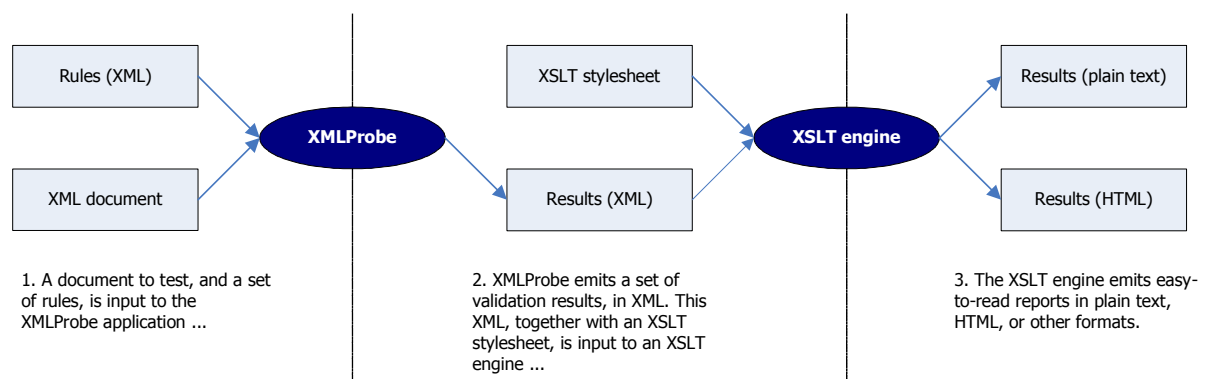 Rules (XML)
XSLT stylesheet
Results (plain text)
XMLProbe
XSLT engine
XML document
Results (XML)
Results (HTML)
1. A document to test, and a set
of rules, is input to the
XMLProbe application ...
2. XMLProbe emits a set of
validation results, in XML. This
XML, together with an XSLT
stylesheet, is input to an XSLT
engine ...
3. The XSLT engine emits easy-
to-read reports in plain text,
HTML, or other formats.